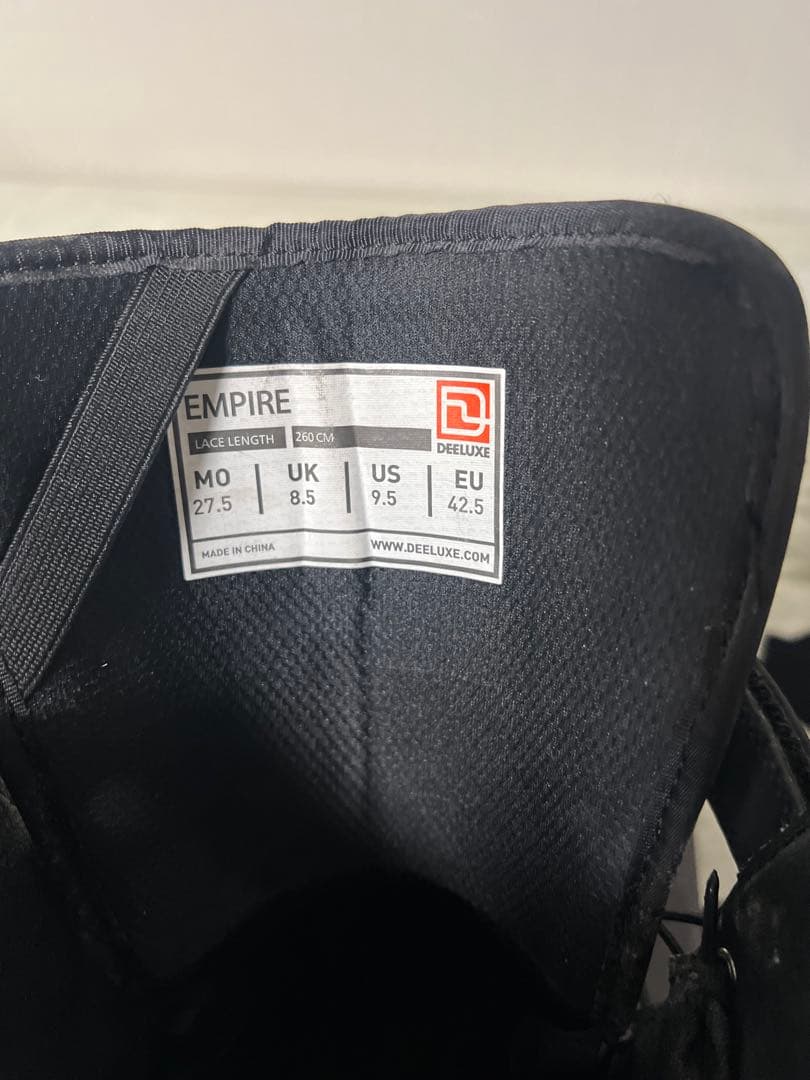 EMPIRE
DEELUXE
LACE LENGTH 260 CM
MO UK US EU
27.5 8.5 9.5 42.5
MADE IN CHINA WWW.DEELUXE.COM